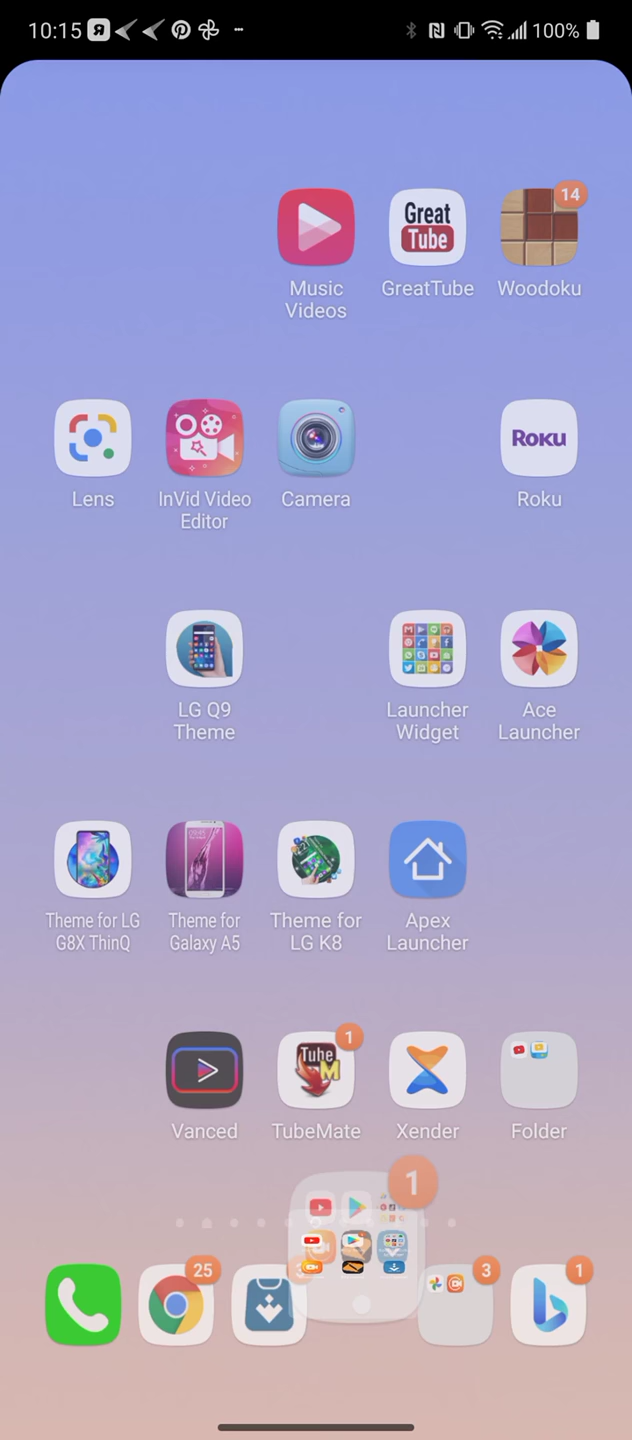 10:15
100%
Great
Tube
14
Music
Videos
GreatTube
Woodoku
Roku
Lens
InVid Video
Editor
Camera
Roku
LG Q9
Theme
Launcher
Widget
Ace
Launcher
Theme for LG
G8X ThinQ
Theme for
Galaxy A5
Theme for
LG K8
Apex
Launcher
Tube
M
1
Vanced
TubeMate
Xender
Folder
1
25
3
1